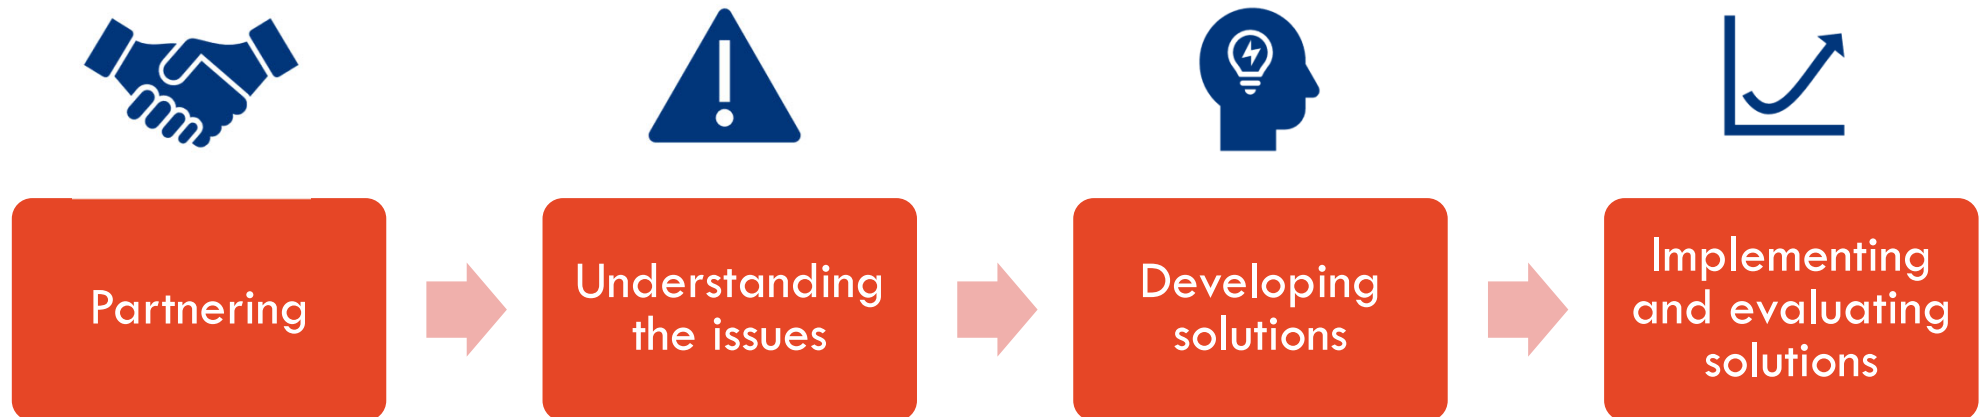 Partnering
Understanding
the issues
Developing
solutions
Implementing
and evaluating
solutions